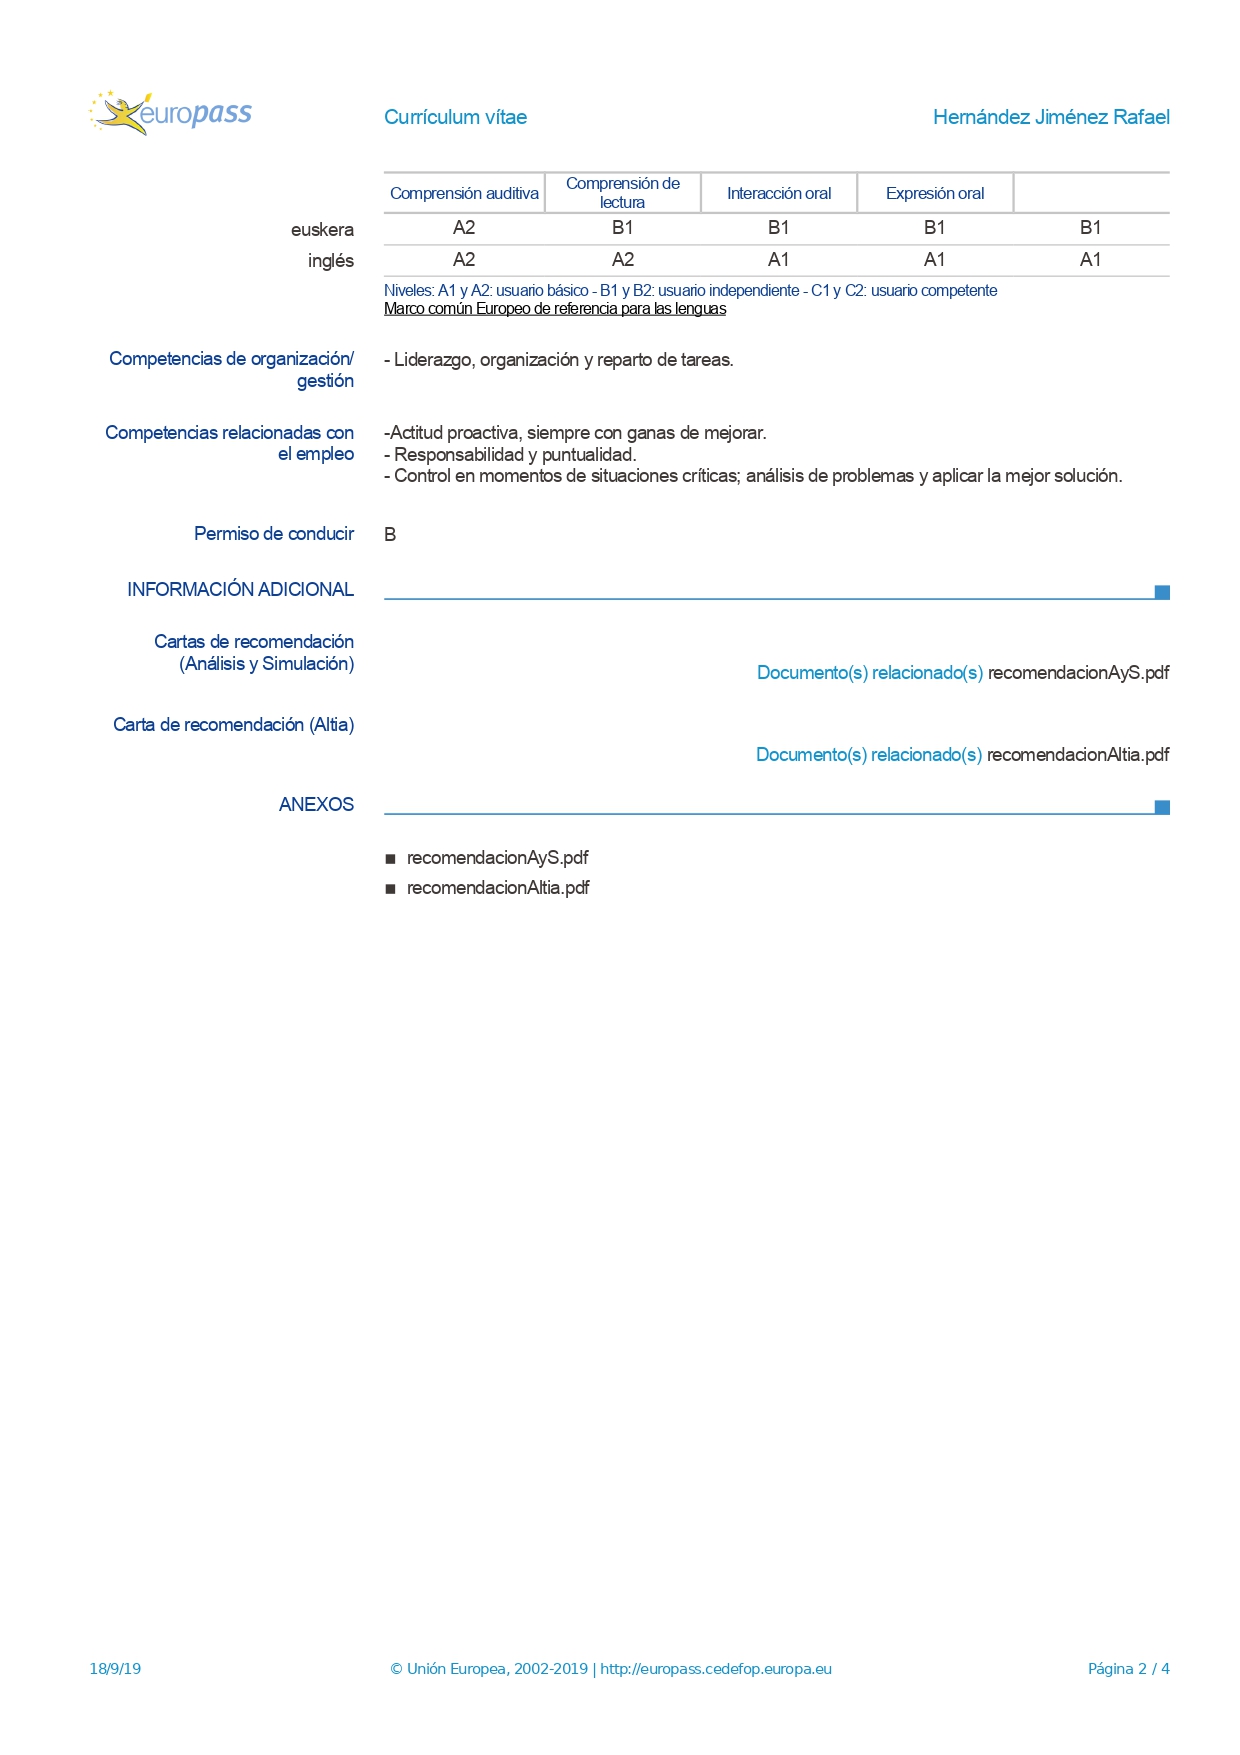 europass
Currículum vítae
Hernández Jiménez Rafael
Comprensión auditiva
Comprensión de
lectura
Interacción oral
Expresión oral
euskera A2 B1 B1 B1 B1
inglés A2 A2 A1 A1 A1
Niveles: A1 y A2: usuario básico - B1 y B2: usuario independiente - C1 y C2: usuario competente
Marco común Europeo de referencia para las lenguas
Competencias de organización/
gestión
- Liderazgo, organización y reparto de tareas.
Competencias relacionadas con
el empleo
-Actitud proactiva, siempre con ganas de mejorar.
- Responsabilidad y puntualidad.
- Control en momentos de situaciones críticas; análisis de problemas y aplicar la mejor solución.
Permiso de conducir B
INFORMACIÓN ADICIONAL
Cartas de recomendación
(Análisis y Simulación)
Documento(s) relacionado(s) recomendacionAyS.pdf
Carta de recomendación (Altia)
Documento(s) relacionado(s) recomendacionAltia.pdf
ANEXOS
▪ recomendacionAyS.pdf
▪ recomendacionAltia.pdf
18/9/19 © Unión Europea, 2002-2019 | http://europass.cedefop.europa.eu Página 2 / 4